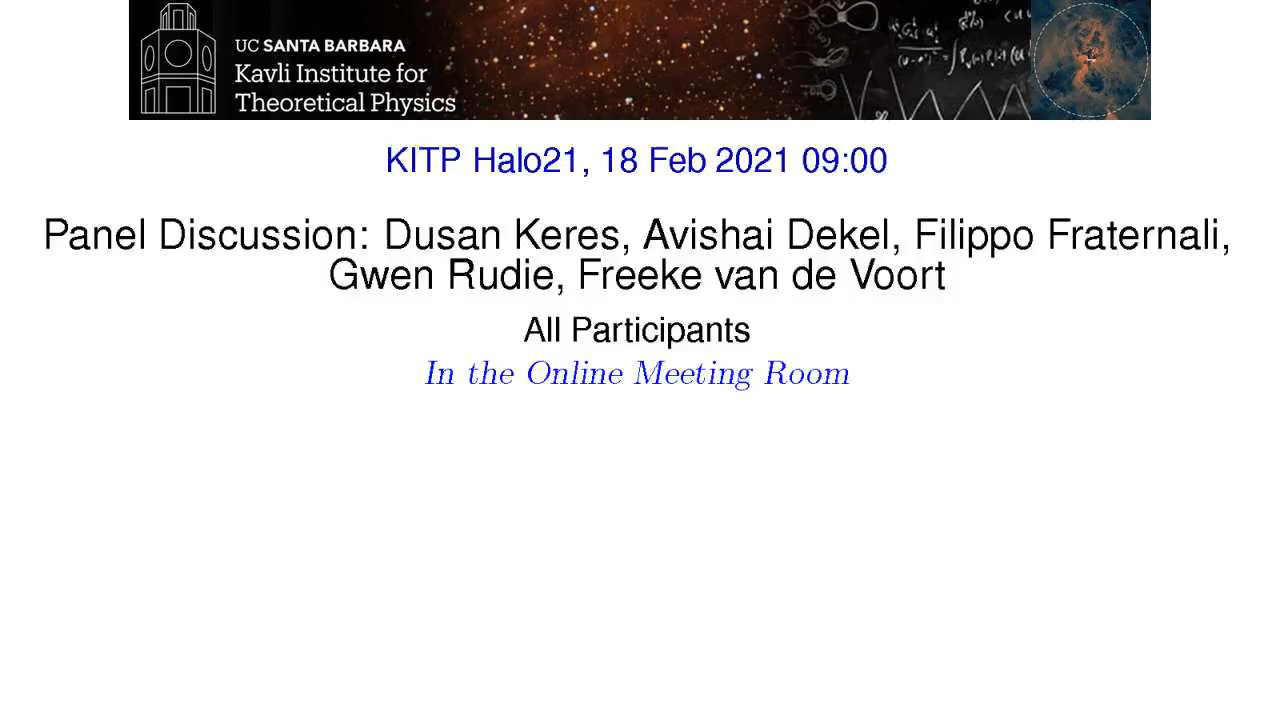 UC SANTA BARBARA
Kavli Institute for
Theoretical Physics
KITP Halo21, 18 Feb 2021 09:00
Panel Discussion: Dusan Keres, Avishai Dekel, Filippo Fraternali,
Gwen Rudie, Freeke van de Voort
All Participants
In the Online Meeting Room